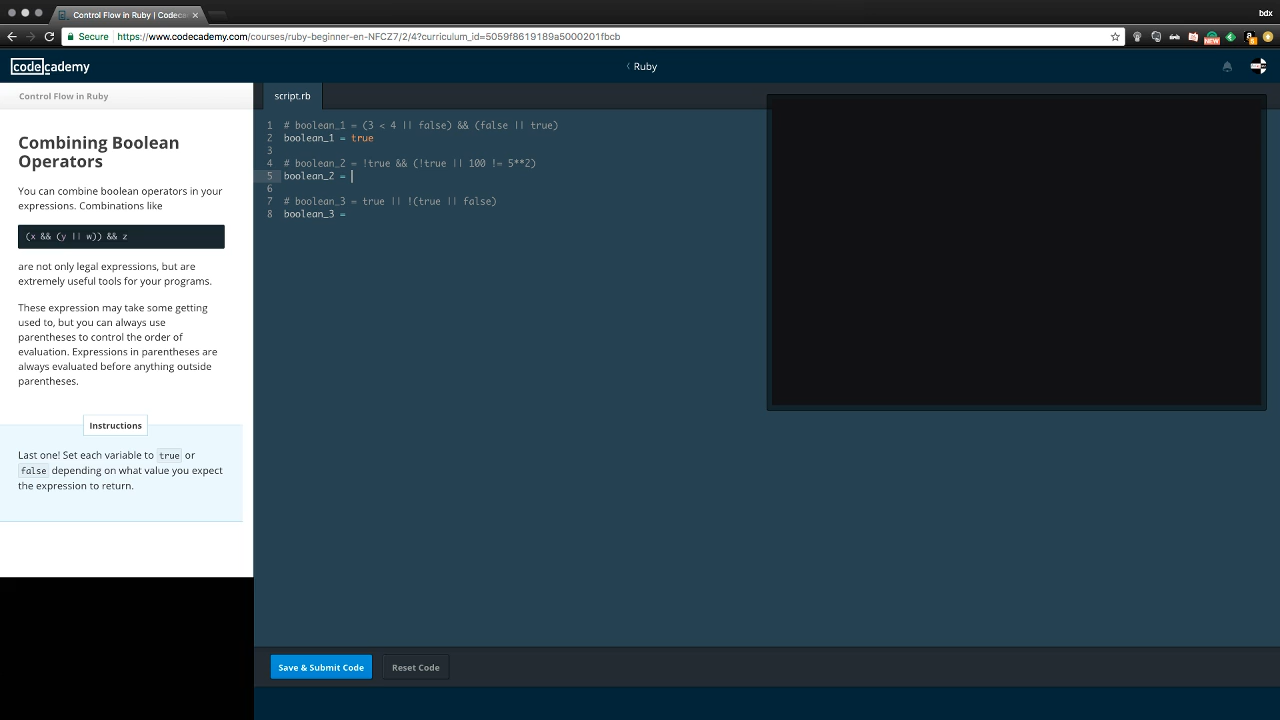 Control Flow in Ruby | Codec
bdx
Secure
https://www.codecademy.com/courses/ruby-beginner-en-NFCZ7/2/4?curriculum_id=5059f8619189a5000201fbcb
NEW
codecademy
Ruby
Control Flow in Ruby
script.rb
Combining Boolean
Operators
You can combine boolean operators in your
expressions. Combinations like
(x && (y || w)) && z
are not only legal expressions, but are
extremely useful tools for your programs.
These expression may take some getting
used to, but you can always use
parentheses to control the order of
evaluation. Expressions in parentheses are
always evaluated before anything outside
parentheses.
Instructions
Last one! Set each variable to true or
false depending on what value you expect
the expression to return.
1 # boolean_1 = (3 < 4 || false) && (false || true)
2 boolean_1 = true
3
4 # boolean_2 = !true && (!true || 100 != 5**2)
5 boolean_2 =
6
7 # boolean_3 = true || !(true || false)
8 boolean_3 =
Save & Submit Code
Reset Code